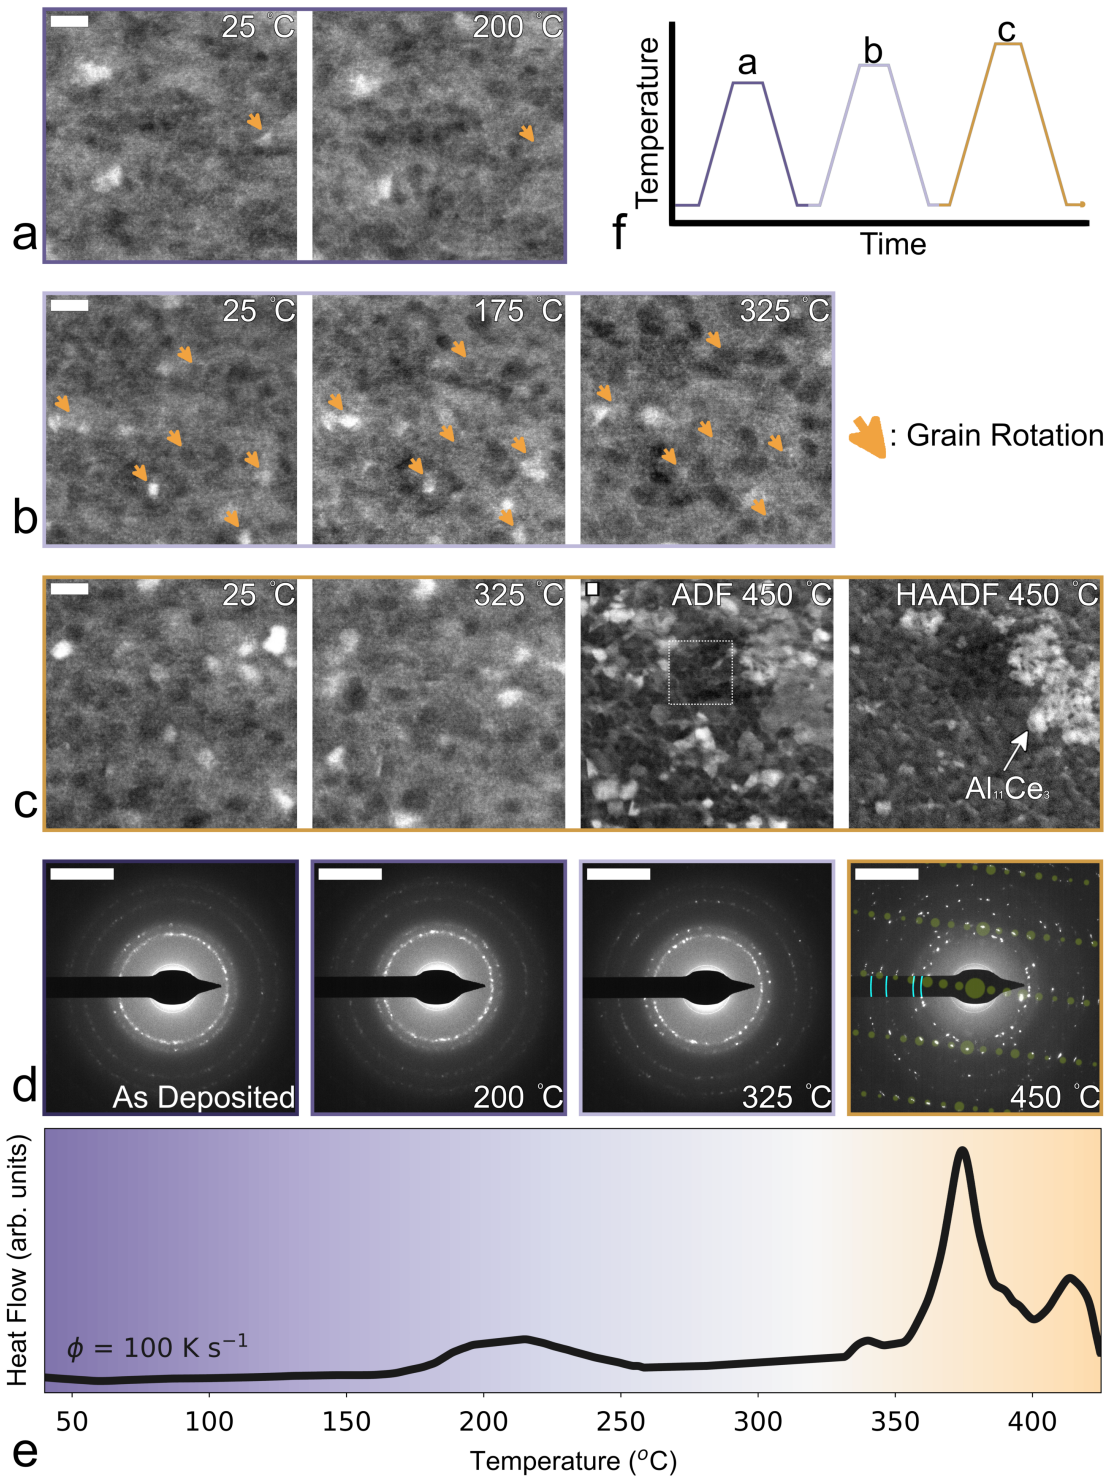 25 °C
200 °C
a
Temperature
a
b
c
f
Time
25 °C
175 °C
325 °C
b
: Grain Rotation
25 °C
325 °C
ADF 450 °C
HAADF 450 °C
Al₁₁Ce₃
c
As Deposited
200 °C
325 °C
450 °C
d
Heat Flow (arb. units)
ϕ = 100 K s⁻¹
50 100 150 200 250 300 350 400
Temperature (°C)
e